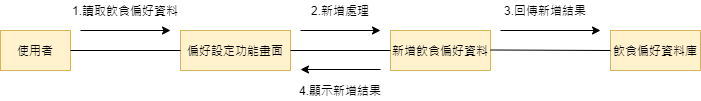 1.讀取飲食偏好資料
2.新增處理
3.回傳新增結果
使用者
偏好設定功能畫面
新增飲食偏好資料
飲食偏好資料庫
4.顯示新增結果